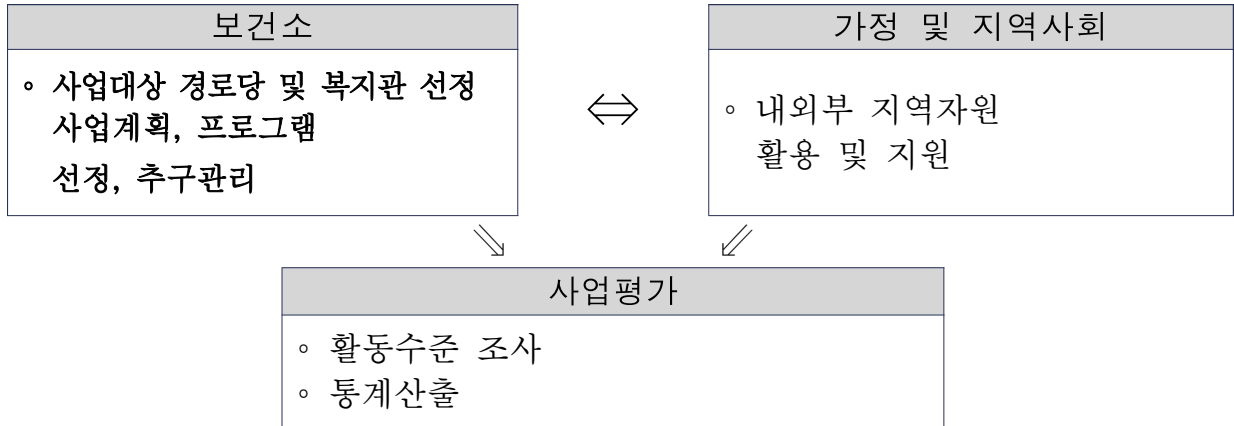 보건소
◦ 사업대상 경로당 및 복지관 선정
사업계획, 프로그램
선정, 추구관리
⇔
가정 및 지역사회
◦ 내외부 지역자원
활용 및 지원
⇘
⇙
사업평가
◦ 활동수준 조사
◦ 통계산출